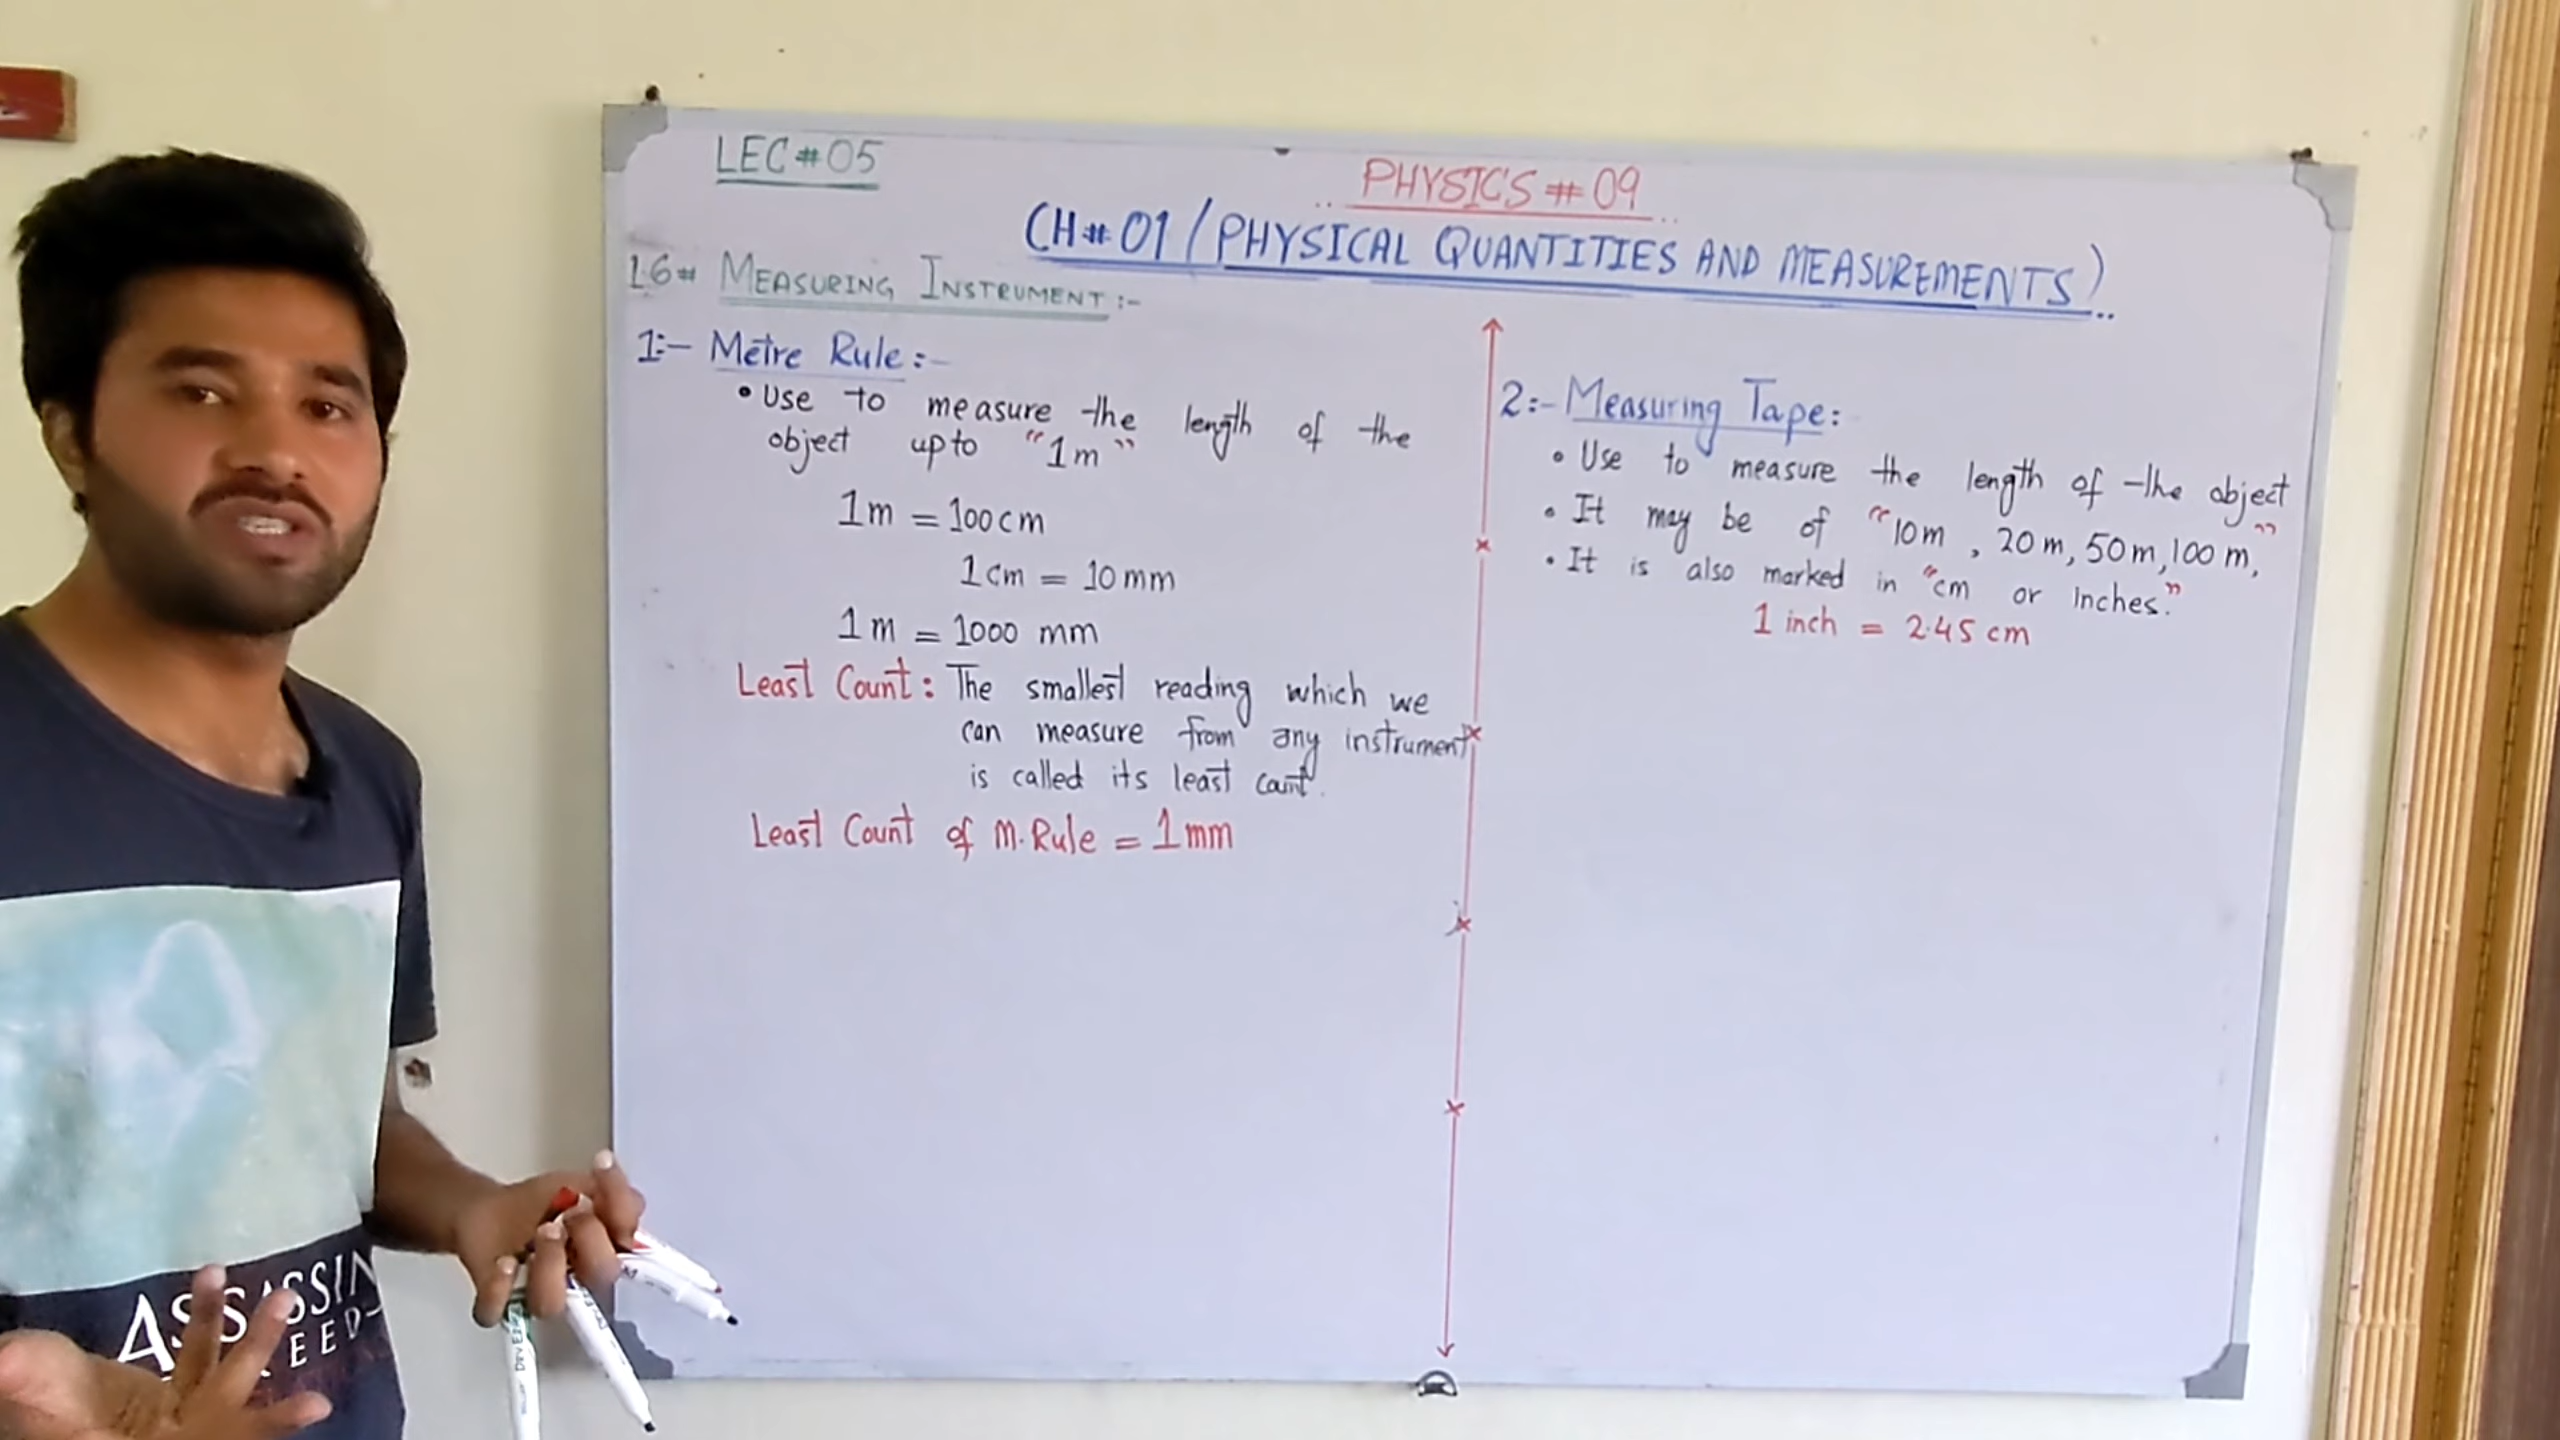 LEC # 05
PHYSICS # 09
CH # 01 / PHYSICAL QUANTITIES AND MEASUREMENTS)
1.6 # MEASURING INSTRUMENT :-
1:- Metre Rule :-
• Use to measure the length of the
object up to "1m"
1m = 100cm
1cm = 10mm
1m = 1000 mm
Least Count : The smallest reading which we
can measure from any instrument
is called its least count.
Least Count of M.Rule = 1mm
2:- Measuring Tape :
• Use to measure the length of the object
• It may be of "10m , 20m, 50m, 100m,"
• It is also marked in "cm or inches."
1 inch = 2.45 cm
ASSASSIN
REED